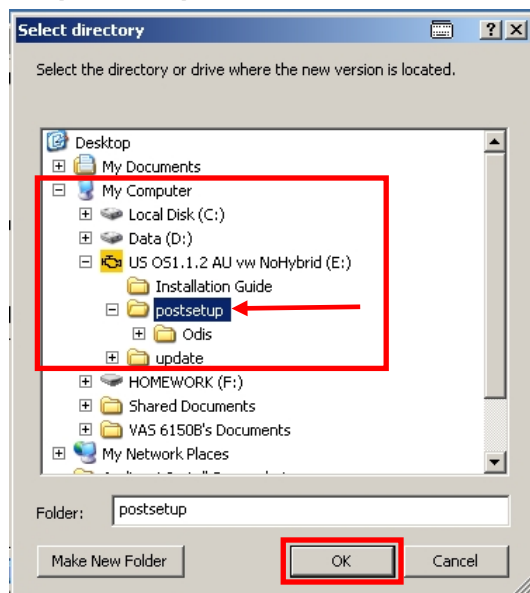 Select directory
Select the directory or drive where the new version is located.
Desktop
My Documents
My Computer
Local Disk (C:)
Data (D:)
US OS1.1.2 AU vw NoHybrid (E:)
Installation Guide
postsetup
Odis
update
HOMEWORK (F:)
Shared Documents
VAS 6150B's Documents
My Network Places
Folder: postsetup
Make New Folder OK Cancel